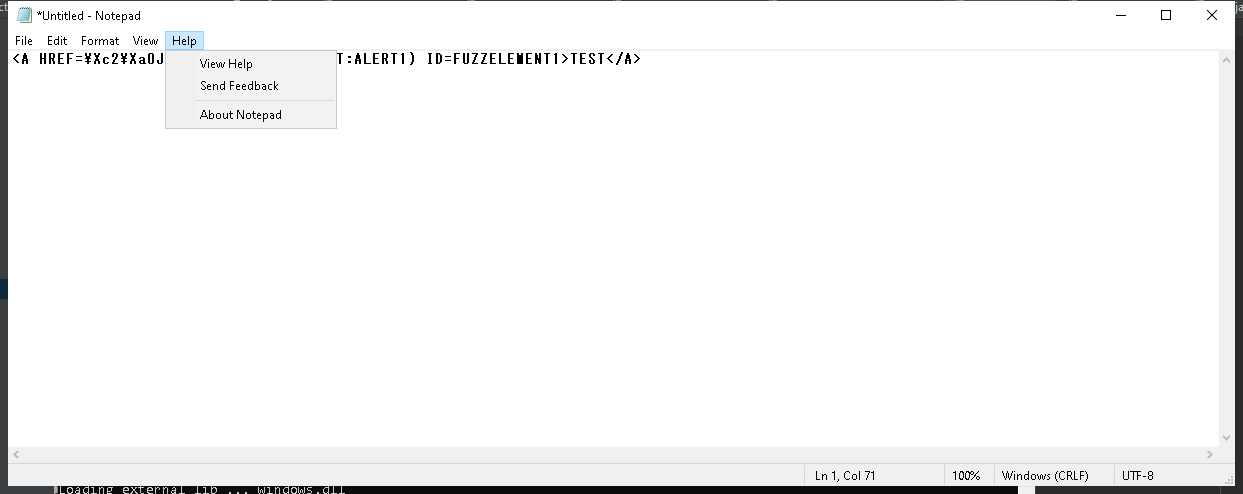 *Untitled - Notepad
File Edit Format View Help
<A HREF=¥Xc2¥XaOJ T:ALERT1) ID=FUZZELEMENT1>TEST</A>
View Help
Send Feedback
About Notepad
Ln 1, Col 71 100% Windows (CRLF) UTF-8
Loading external lib ... windows.dll